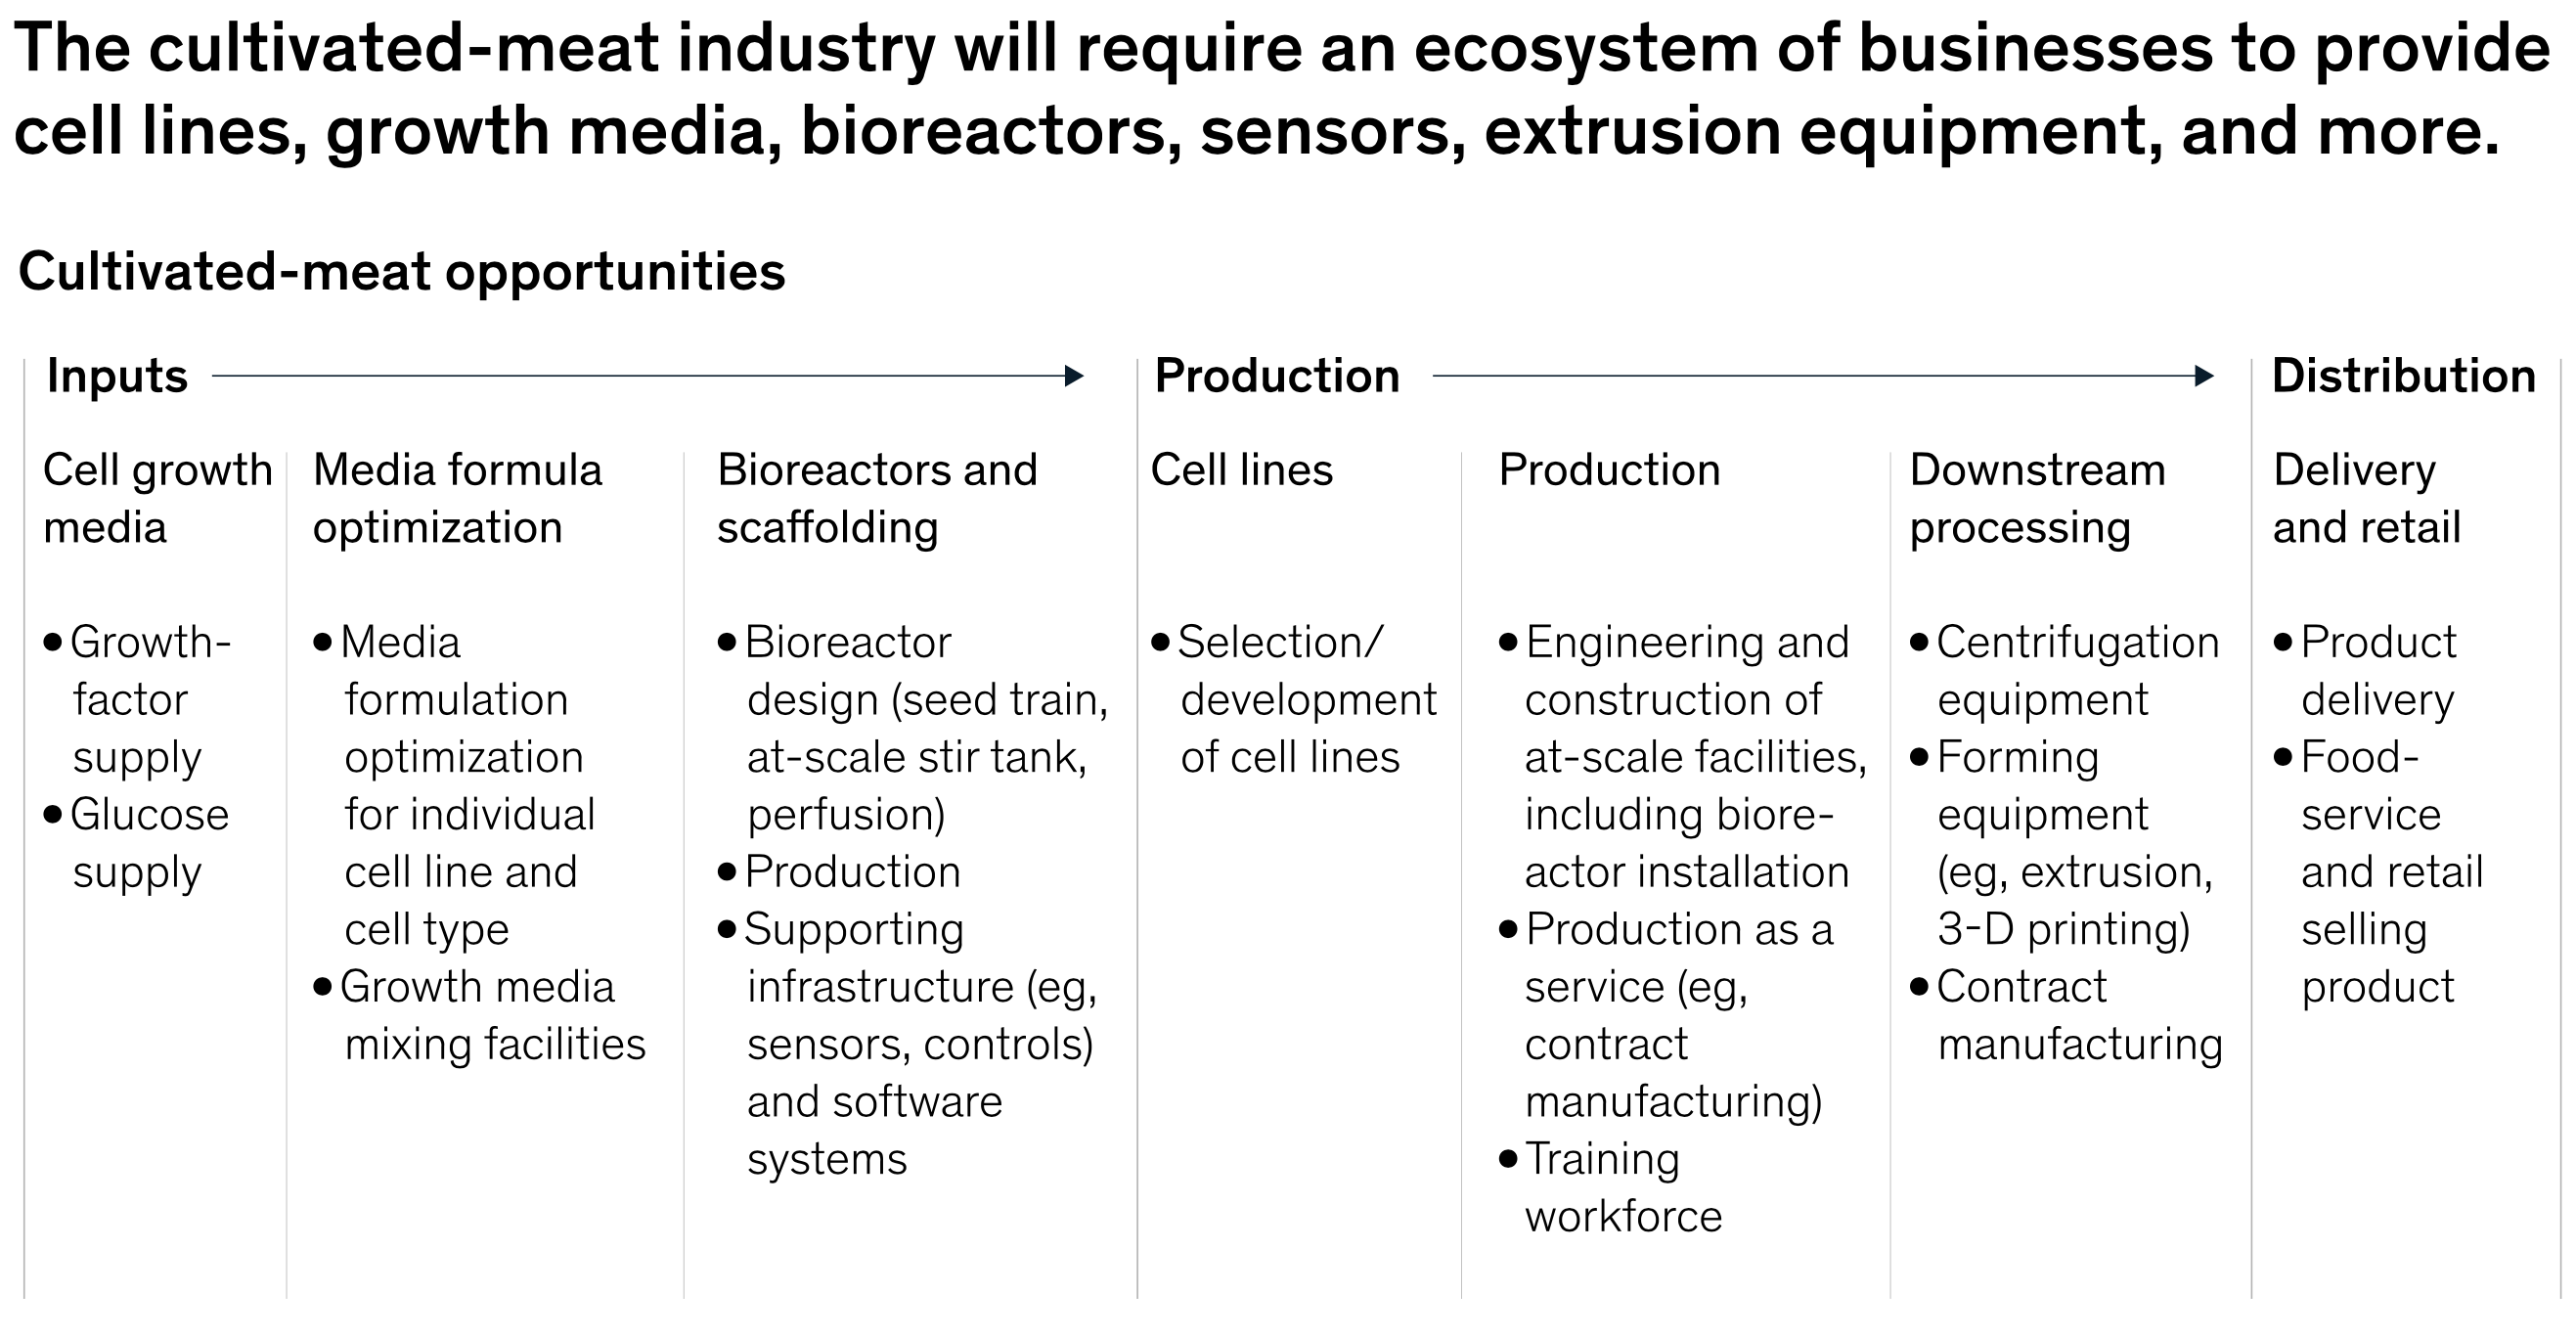 The cultivated-meat industry will require an ecosystem of businesses to provide
cell lines, growth media, bioreactors, sensors, extrusion equipment, and more.
Cultivated-meat opportunities
Inputs
Cell growth
media
● Growth-
factor
supply
● Glucose
supply
Media formula
optimization
● Media
formulation
optimization
for individual
cell line and
cell type
● Growth media
mixing facilities
Bioreactors and
scaffolding
● Bioreactor
design (seed train,
at-scale stir tank,
perfusion)
● Production
● Supporting
infrastructure (eg,
sensors, controls)
and software
systems
Production
Cell lines
● Selection/
development
of cell lines
Production
● Engineering and
construction of
at-scale facilities,
including biore-
actor installation
● Production as a
service (eg,
contract
manufacturing)
● Training
workforce
Downstream
processing
● Centrifugation
equipment
● Forming
equipment
(eg, extrusion,
3-D printing)
● Contract
manufacturing
Distribution
Delivery
and retail
● Product
delivery
● Food-
service
and retail
selling
product